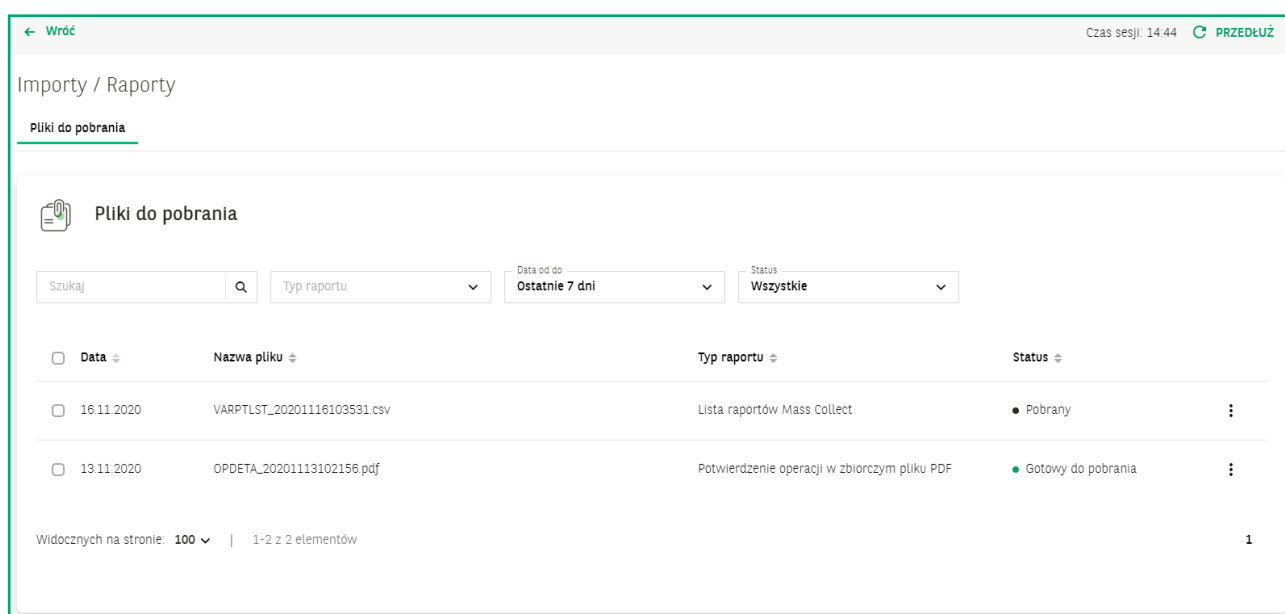 ← Wróć Czas sesji: 14:44 PRZEDŁUŻ
Importy / Raporty
Pliki do pobrania
Pliki do pobrania
Data od do Status
Szukaj Typ raportu Ostatnie 7 dni Wszystkie
Data Nazwa pliku Typ raportu Status
16.11.2020 VARPTLST_20201116103531.csv Lista raportów Mass Collect Pobrany
13.11.2020 OPDETA_20201113102156.pdf Potwierdzenie operacji w zbiorczym pliku PDF Gotowy do pobrania
Widocznych na stronie: 100 | 1-2 z 2 elementów 1